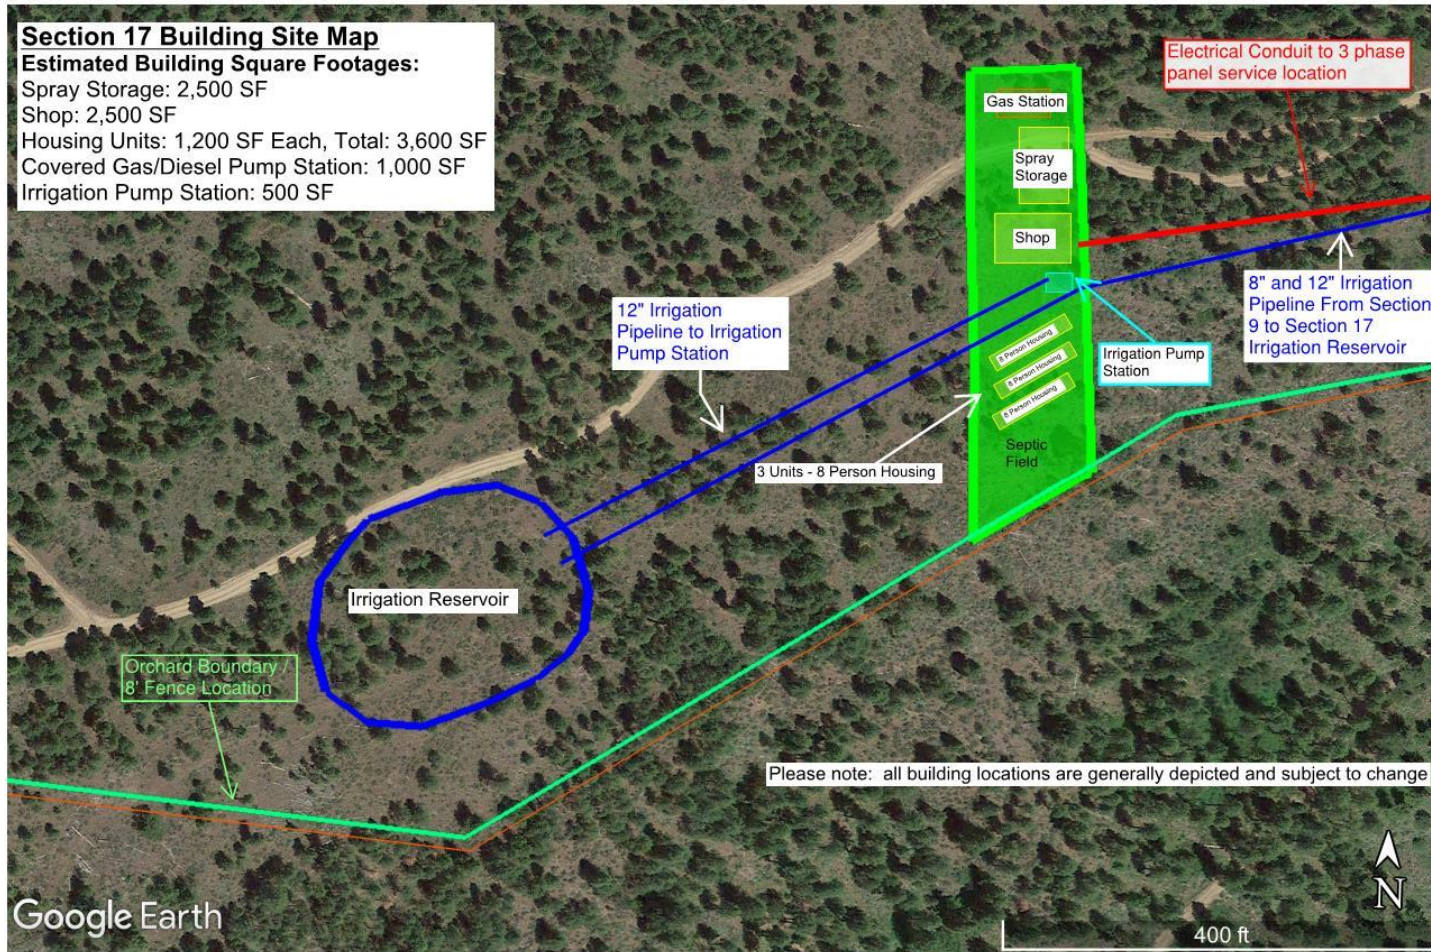 Section 17 Building Site Map
Estimated Building Square Footages:
Spray Storage: 2,500 SF
Shop: 2,500 SF
Housing Units: 1,200 SF Each, Total: 3,600 SF
Covered Gas/Diesel Pump Station: 1,000 SF
Irrigation Pump Station: 500 SF
Electrical Conduit to 3 phase
panel service location
Gas Station
Spray
Storage
Shop
8" and 12" Irrigation
Pipeline From Section
9 to Section 17
Irrigation Reservoir
12" Irrigation
Pipeline to Irrigation
Pump Station
Irrigation Pump
Station
8 Person Housing
8 Person Housing
8 Person Housing
Septic
Field
3 Units - 8 Person Housing
Irrigation Reservoir
Orchard Boundary /
8' Fence Location
Please note: all building locations are generally depicted and subject to change
N
Google Earth
400 ft